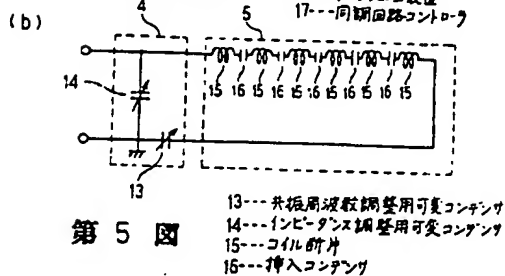 17---同調回路コントローラ
(b)
4
5
14
15 16 15 16 15 16 15 16 15 16 15
13
13---共振周波数調整用可変コンデンサ
14---インピーダンス調整用可変コンデンサ
15---コイル断片
16---挿入コンデンサ
第 5 図